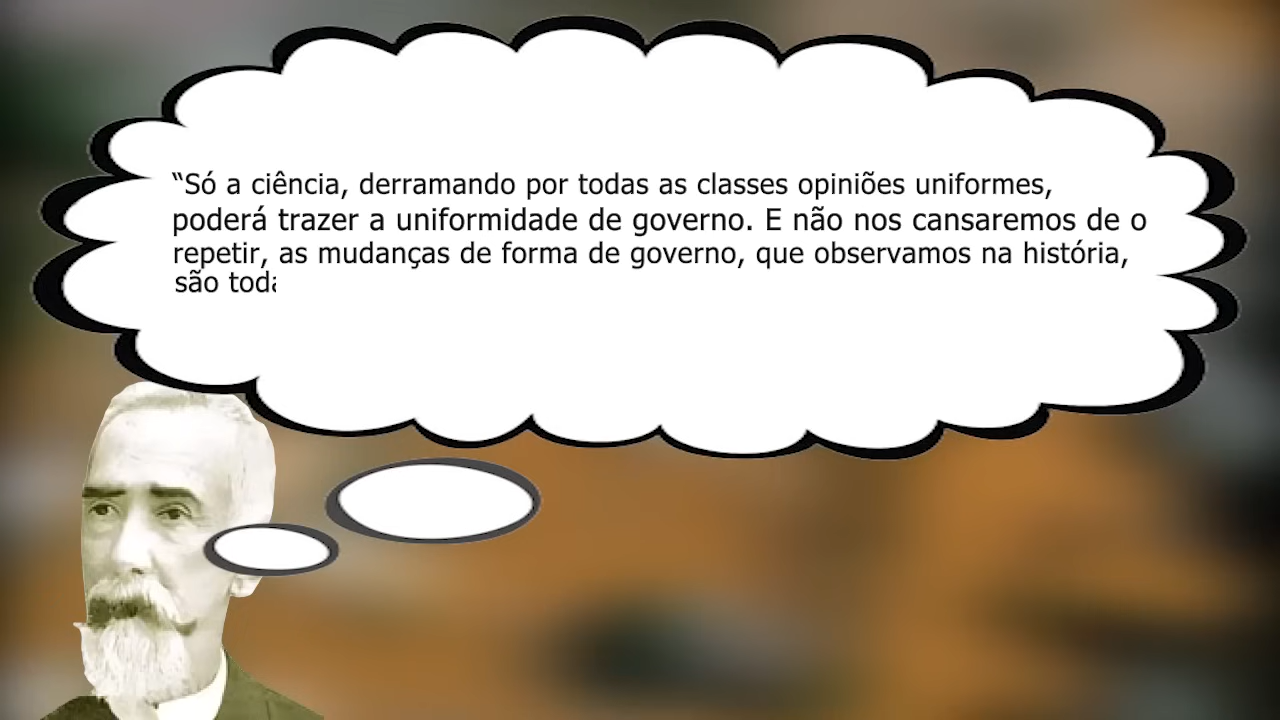 “Só a ciência, derramando por todas as classes opiniões uniformes,
poderá trazer a uniformidade de governo. E não nos cansaremos de o
repetir, as mudanças de forma de governo, que observamos na história,
são